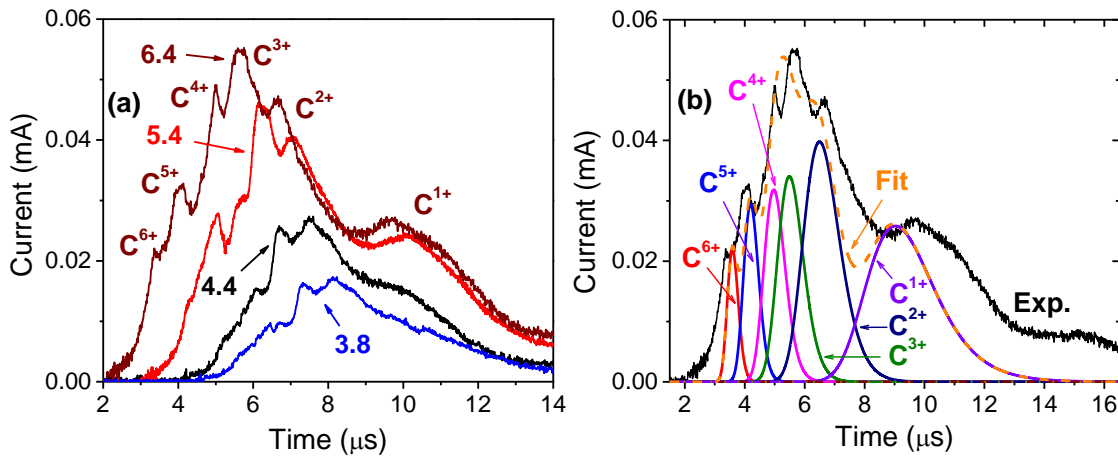 0.06
0.04
0.02
0.00
Current (mA)
(a)
6.4
C³⁺
C⁴⁺
C²⁺
5.4
C⁵⁺
C⁶⁺
C¹⁺
4.4
3.8
2 4 6 8 10 12 14
Time (μs)
0.06
0.04
0.02
0.00
Current (mA)
(b)
C⁴⁺
C⁵⁺
Fit
C⁶⁺
C¹⁺
Exp.
C²⁺
C³⁺
2 4 6 8 10 12 14 16
Time (μs)